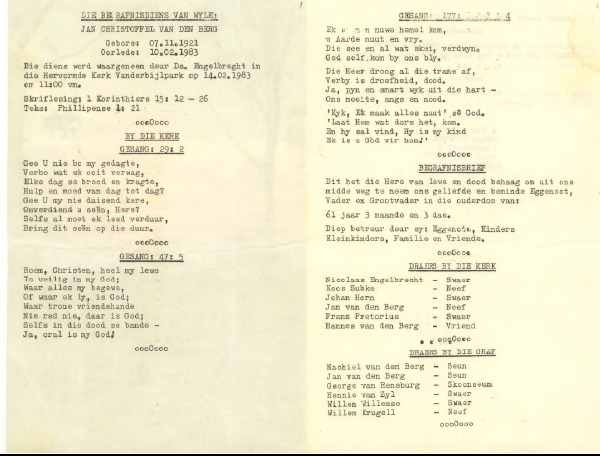 DIE BEGRAFNISDIENS VAN WYLE:
JAN CHRISTOFFEL VAN DEN BERG
Gebore: 07.11.1921
Oorlede: 10.02.1983
Die diens word waargeneem deur Ds. Engelbreght in
die Hervormde Kerk Vanderbijlpark op 14.02.1983
om 11:00 vm.
Skriflesing: 1 Korinthiers 15: 12 - 26
Teks: Phillipense 1: 21
oooOooo
BY DIE KERK
GESANG: 29: 2
Gee U nie bo my gedagte,
Verbo wat ek ooit verwag,
Elke dag se brood en kragte,
Hulp en moed van dag tot dag?
Gee U my nie duisend kere,
Onverdiend u seën, Here?
Selfs al moet ek leed verduur,
Bring dit seën op die duur.
oooOooo
GESANG: 47: 5
Roem, Christen, heel my lewe
Is veilig in my God;
Waar alles my begewe,
Of waar ek ly, is God;
Waar troue vriendehande
Nie red nie, daar is God;
Selfs in die dood se bande -
Ja, oral is my God!
oooOooo
GESANG: 177: 4
Ek nuwe hemel kom,
'n Aarde nuut en vry.
Die see en al wat skei, verdwyn.
God self kom by ons bly.
Die Heer droog al die trane af,
Verby is droefheid, dood.
Ja, pyn en smart wyk uit die hart -
Ons moeite, angs en nood.
'Kyk, Ek maak alles nuut' sê God.
'Laat Hem wat dors het, kom.
En hy sal vind, Hy is my kind
Ek is 'n God vir hom!'
oooOooo
BEGRAFNISBRIEF
Dit het die Here van lewe en dood behaag om uit ons
midde weg te neem ons geliefde en beminde Eggenoot,
Vader en Grootvader in die ouderdom van:
61 jaar 3 maande en 3 dae.
Diep betreur deur sy: Eggenote, Kinders
Kleinkinders, Familie en Vriende.
oooOooo
DRAERS BY DIE KERK
Nicolaas Engelbrecht - Swaer
Koos Subke - Neef
Johan Horn - Swaer
Jan van den Berg - Neef
Franz Pretorius - Swaer
Hannes van den Berg - Vriend
oooOooo
DRAERS BY DIE GRAF
Machiel van den Berg - Seun
Jan van den Berg - Seun
George van Rensburg - Skoonseun
Hennie van Zyl - Swaer
Willem Willemse - Swaer
Willem Krugell - Neef
oooOooo